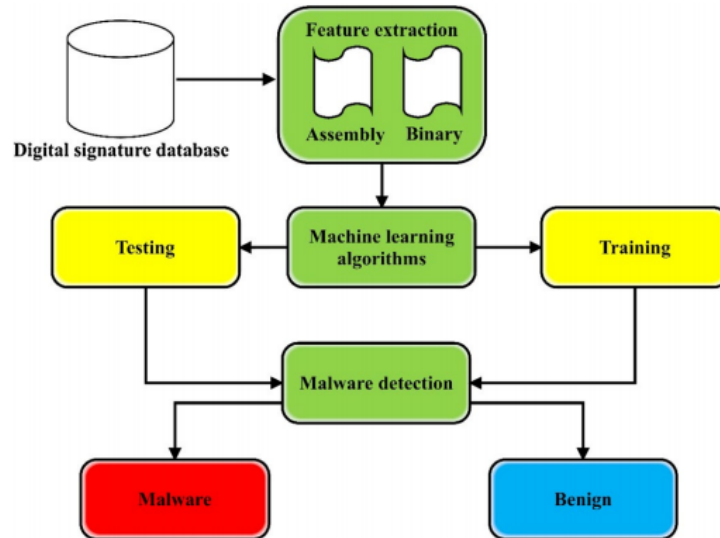 Feature extraction
Assembly
Binary
Digital signature database
Testing
Machine learning
algorithms
Training
Malware detection
Malware
Benign